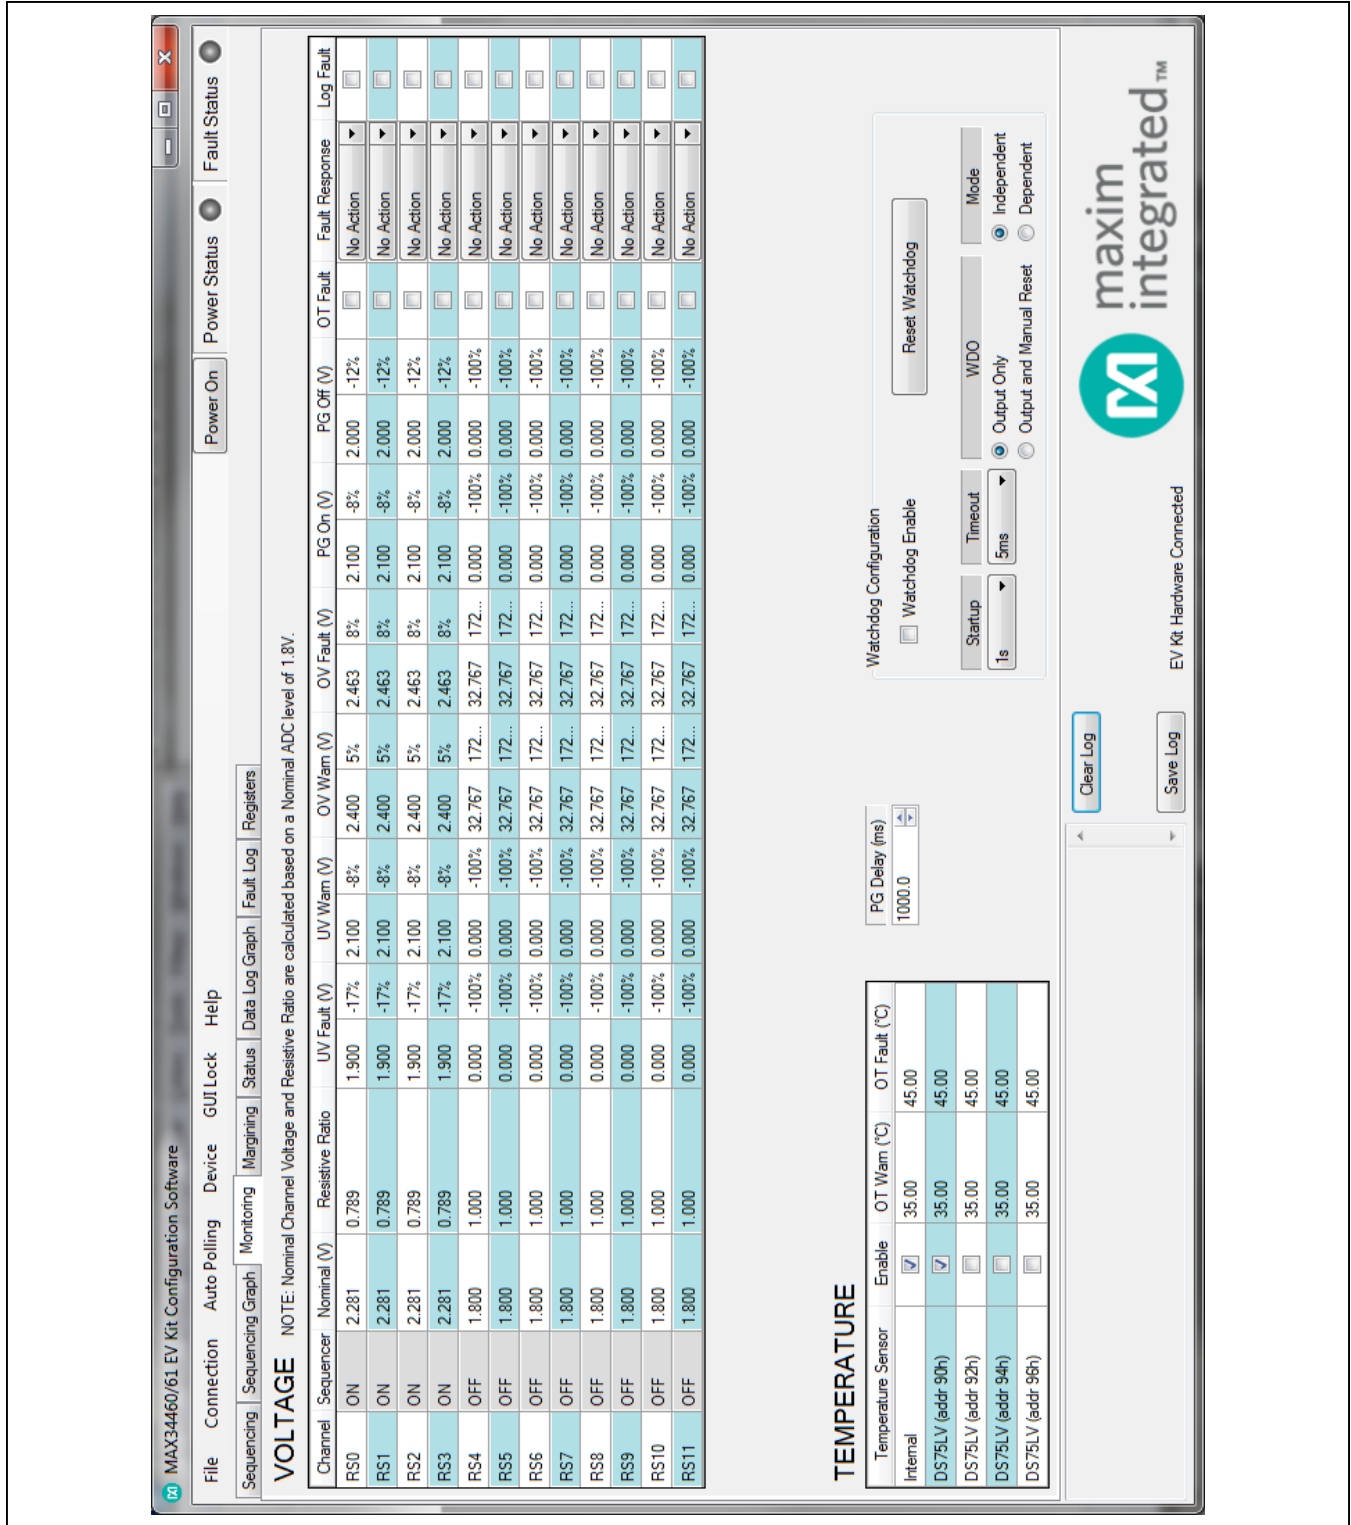 MAX34460/61 EV Kit Configuration Software
File Connection Auto Polling Device GUI Lock Help Power On Power Status Fault Status
Sequencing Sequencing Graph Monitoring Margining Status Data Log Graph Fault Log Registers
VOLTAGE NOTE: Nominal Channel Voltage and Resistive Ratio are calculated based on a Nominal ADC level of 1.8V.
Channel Sequencer Nominal (V) Resistive Ratio UV Fault (V) UV Warn (V) OV Warn (V) OV Fault (V) PG On (V) PG Off (V) OT Fault Fault Response Log Fault
RS0 ON 2.281 0.789 1.900 -17% 2.100 -8% 2.400 5% 2.463 8% 2.100 -8% 2.000 -12% No Action
RS1 ON 2.281 0.789 1.900 -17% 2.100 -8% 2.400 5% 2.463 8% 2.100 -8% 2.000 -12% No Action
RS2 ON 2.281 0.789 1.900 -17% 2.100 -8% 2.400 5% 2.463 8% 2.100 -8% 2.000 -12% No Action
RS3 ON 2.281 0.789 1.900 -17% 2.100 -8% 2.400 5% 2.463 8% 2.100 -8% 2.000 -12% No Action
RS4 OFF 1.800 1.000 0.000 -100% 0.000 -100% 32.767 172... 32.767 172... 0.000 -100% 0.000 -100% No Action
RS5 OFF 1.800 1.000 0.000 -100% 0.000 -100% 32.767 172... 32.767 172... 0.000 -100% 0.000 -100% No Action
RS6 OFF 1.800 1.000 0.000 -100% 0.000 -100% 32.767 172... 32.767 172... 0.000 -100% 0.000 -100% No Action
RS7 OFF 1.800 1.000 0.000 -100% 0.000 -100% 32.767 172... 32.767 172... 0.000 -100% 0.000 -100% No Action
RS8 OFF 1.800 1.000 0.000 -100% 0.000 -100% 32.767 172... 32.767 172... 0.000 -100% 0.000 -100% No Action
RS9 OFF 1.800 1.000 0.000 -100% 0.000 -100% 32.767 172... 32.767 172... 0.000 -100% 0.000 -100% No Action
RS10 OFF 1.800 1.000 0.000 -100% 0.000 -100% 32.767 172... 32.767 172... 0.000 -100% 0.000 -100% No Action
RS11 OFF 1.800 1.000 0.000 -100% 0.000 -100% 32.767 172... 32.767 172... 0.000 -100% 0.000 -100% No Action
TEMPERATURE
Temperature Sensor Enable OT Warn (°C) OT Fault (°C)
Internal 35.00 45.00
DS75LV (addr 90h) 35.00 45.00
DS75LV (addr 92h) 35.00 45.00
DS75LV (addr 94h) 35.00 45.00
DS75LV (addr 96h) 35.00 45.00
PG Delay (ms)
1000.0
Watchdog Configuration
Watchdog Enable Reset Watchdog
Startup Timeout WDO Mode
1s 5ms Output Only Independent
Output and Manual Reset Dependent
Clear Log
Save Log
EV Kit Hardware Connected
maxim
integrated™